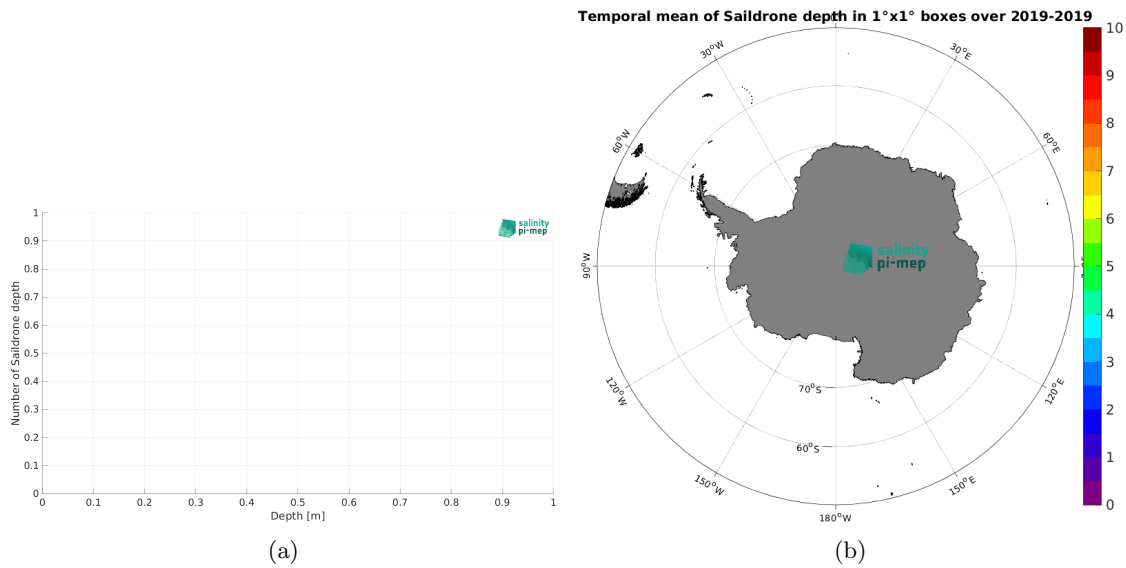 Temporal mean of Saildrone depth in 1°x1° boxes over 2019-2019
1
0.9
0.8
0.7
0.6
0.5
0.4
0.3
0.2
0.1
0
Number of Saildrone depth
0
0.1
0.2
0.3
0.4
0.5
0.6
0.7
0.8
0.9
1
Depth [m]
salinity
pi-mep
(a)
30°W
30°E
60°W
60°E
90°W
120°W
120°E
150°W
150°E
180°W
70°S
60°S
salinity
pi-mep
10
9
8
7
6
5
4
3
2
1
0
(b)